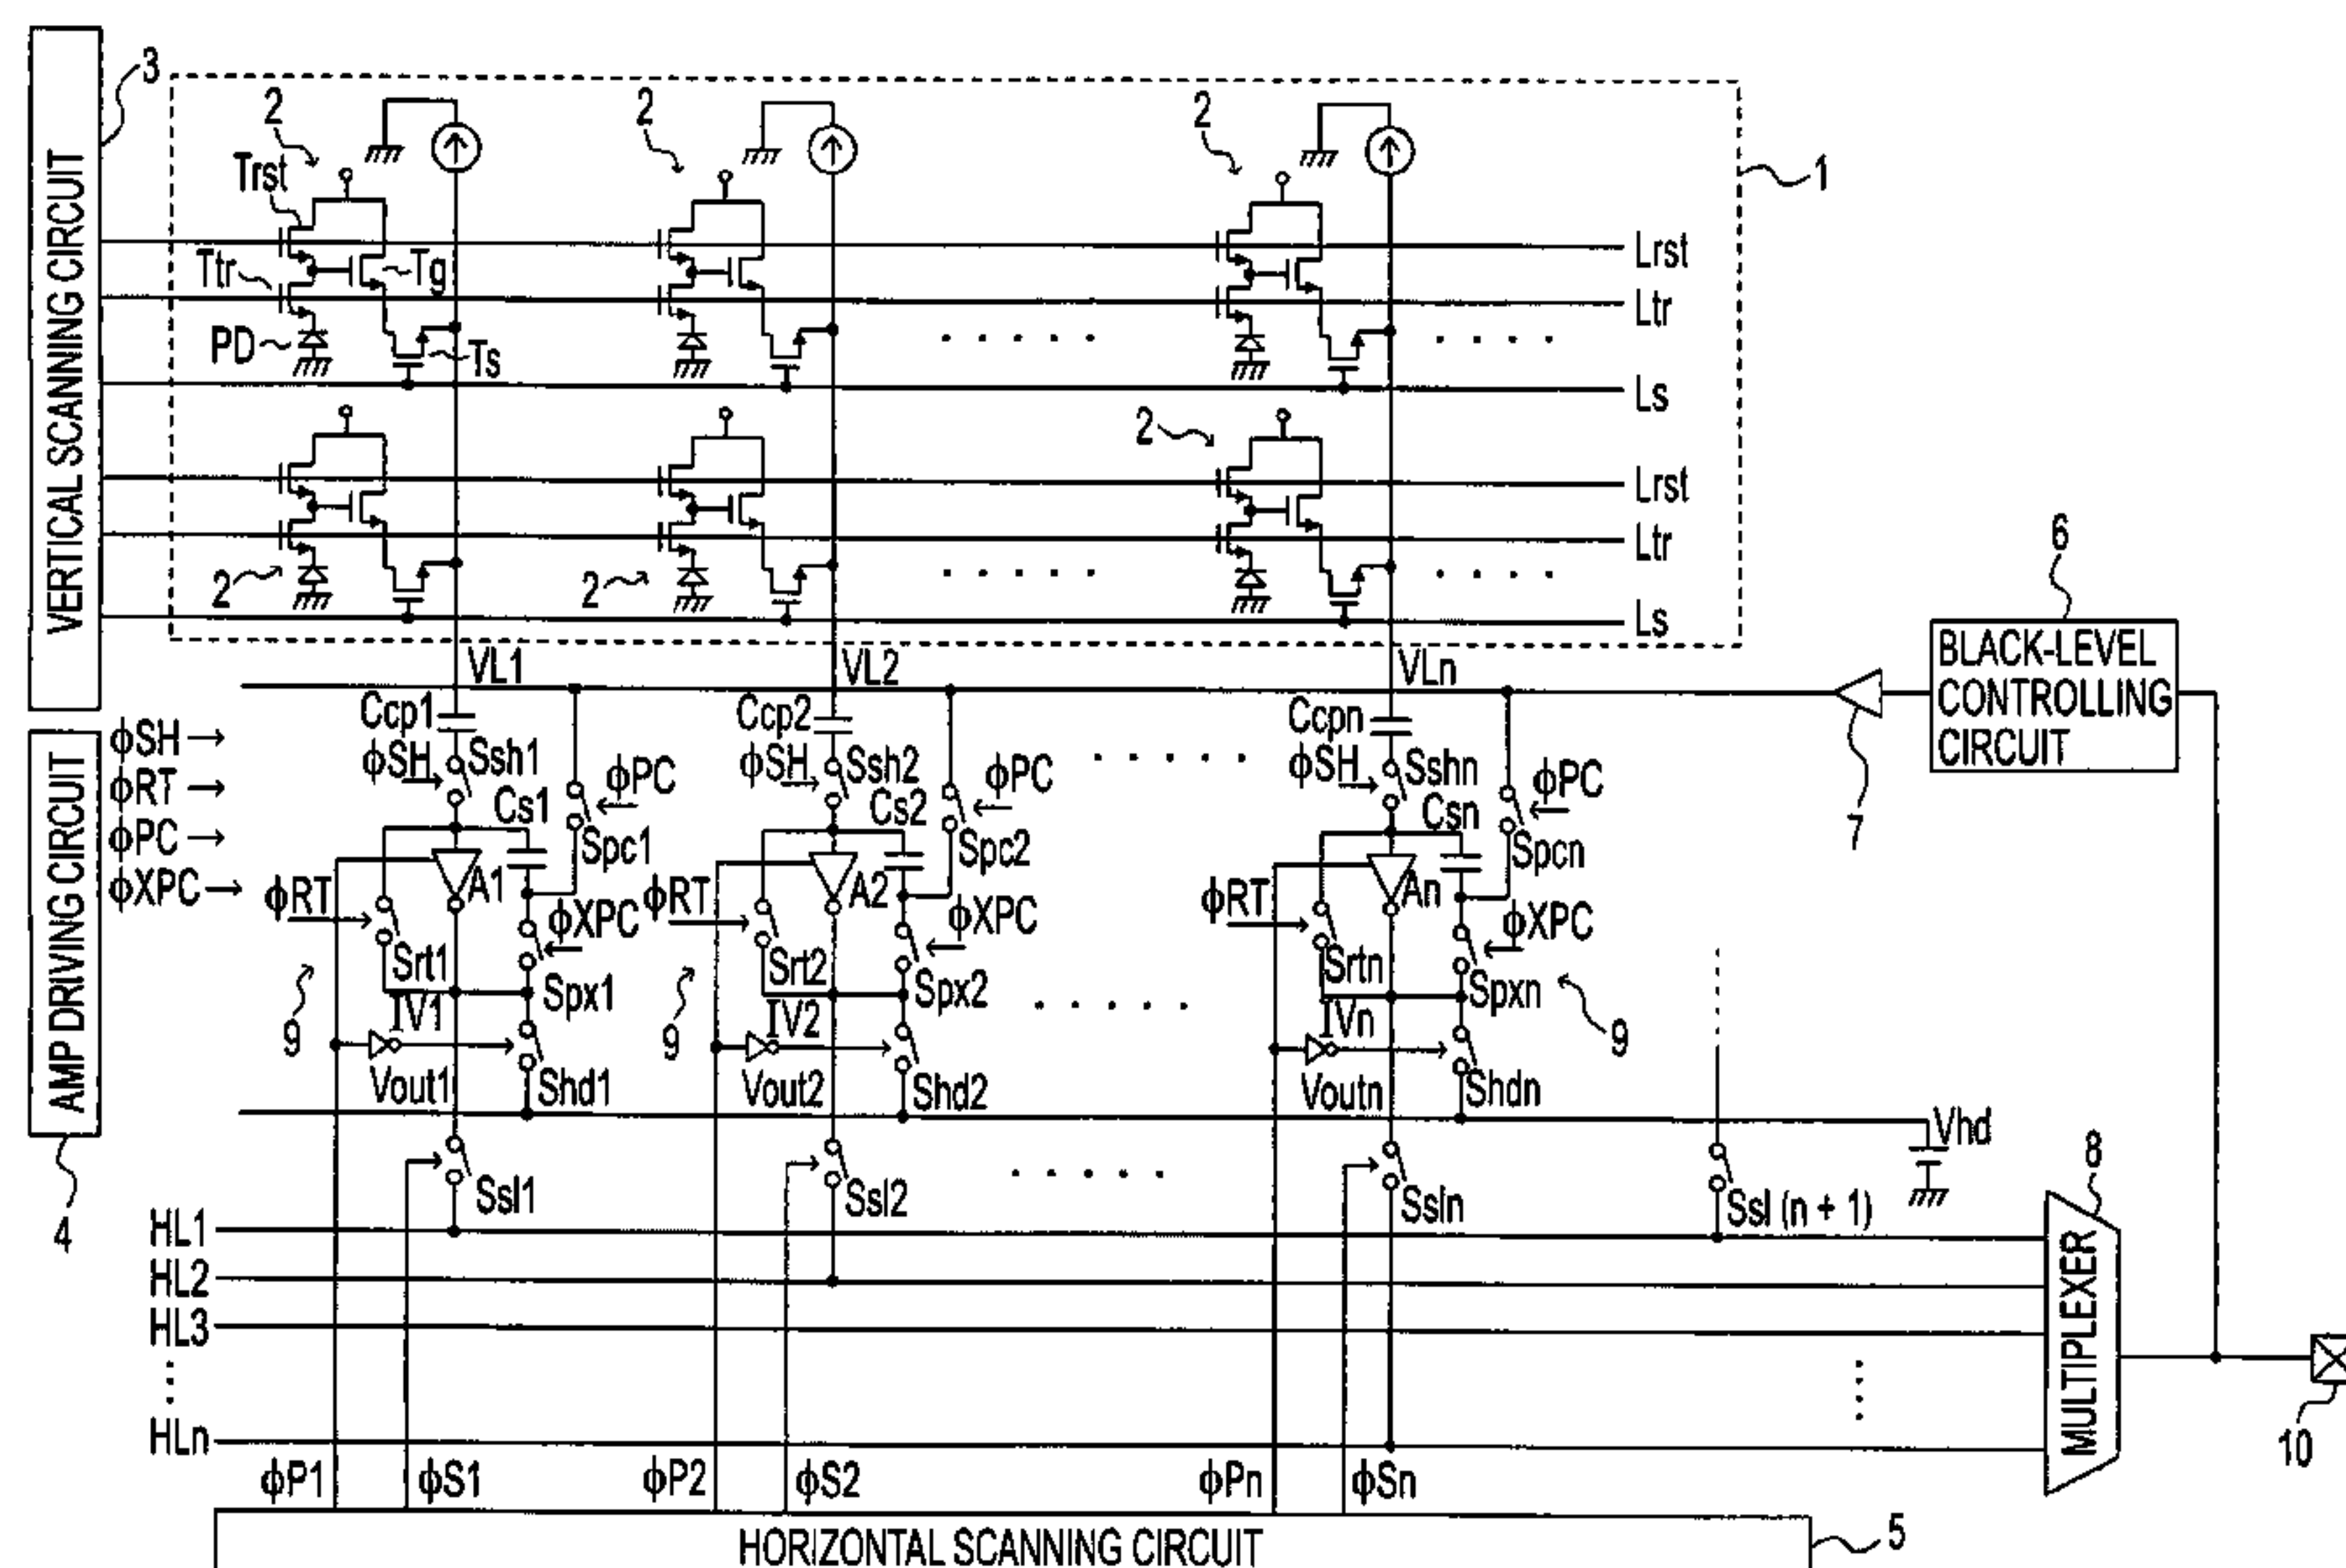 VERTICAL SCANNING CIRCUIT
3
2
2
2
1
Trst
Ttr
Tg
PD
Ts
Lrst
Ltr
Ls
2
2
2
Lrst
Ltr
Ls
6
BLACK-LEVEL
CONTROLLING
CIRCUIT
7
VL1
VL2
VLn
AMP DRIVING CIRCUIT
4
ϕSH
ϕRT
ϕPC
ϕXPC
Ccp1
ϕSH
Ssh1
ϕPC
Cs1
Spc1
A1
ϕRT
ϕXPC
Srt1
Spx1
9
IV1
Vout1
Shd1
Ssl1
Ccp2
ϕSH
Ssh2
ϕPC
Cs2
Spc2
A2
ϕRT
ϕXPC
Srt2
Spx2
9
IV2
Vout2
Shd2
Ssl2
Ccpn
ϕSH
Sshn
ϕPC
Csn
Spcn
An
ϕRT
ϕXPC
Srtn
Spxn
9
IVn
Voutn
Shdn
Ssln
Ssl (n + 1)
Vhd
8
MULTIPLEXER
10
HL1
HL2
HL3
HLn
ϕP1
ϕS1
ϕP2
ϕS2
ϕPn
ϕSn
HORIZONTAL SCANNING CIRCUIT
5